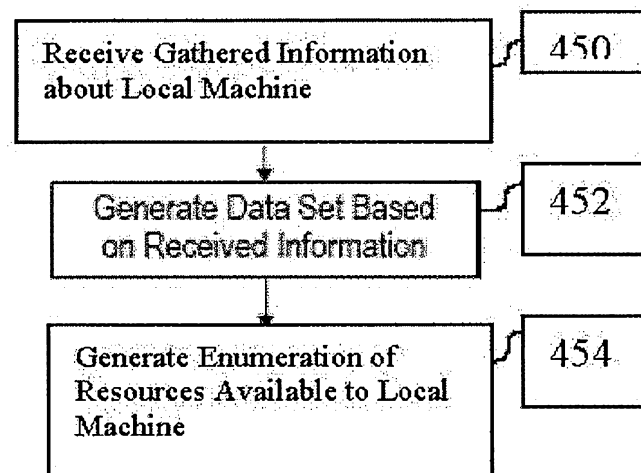 Receive Gathered Information
about Local Machine
450
Generate Data Set Based
on Received Information
452
Generate Enumeration of
Resources Available to Local
Machine
454